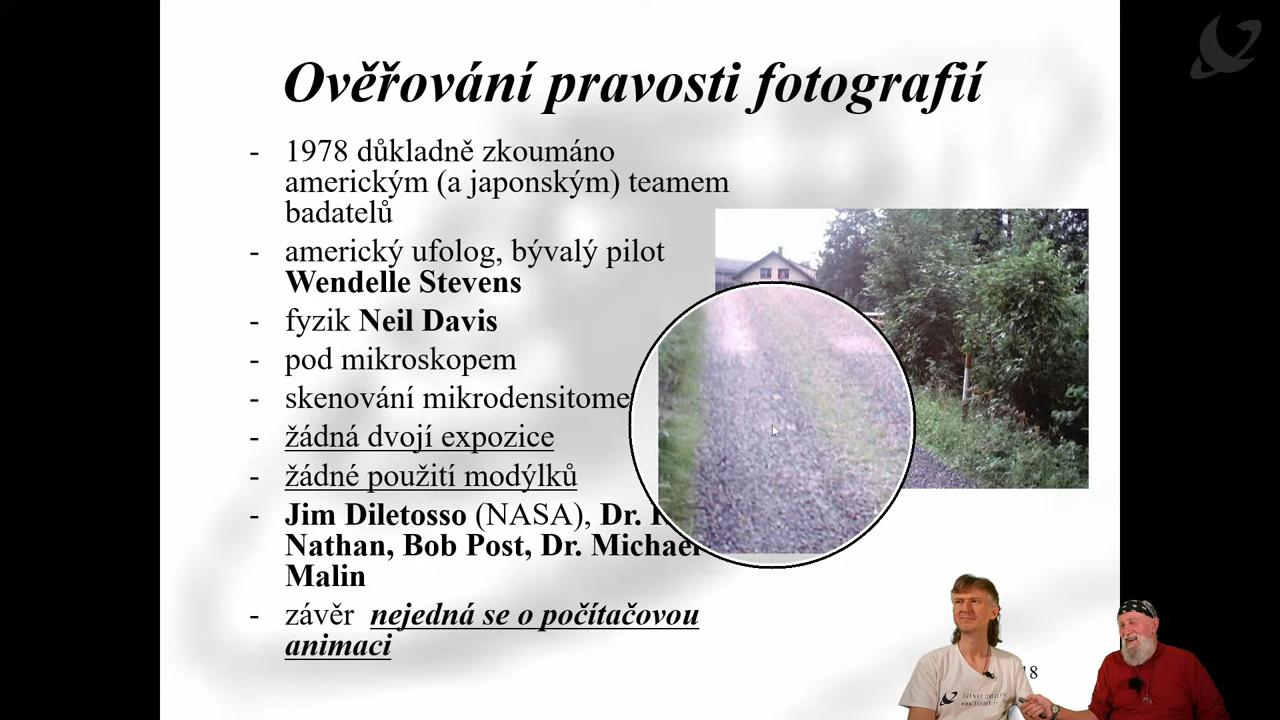 Ověřování pravosti fotografií
- 1978 důkladně zkoumáno
americkým (a japonským) teamem
badatelů
- americký ufolog, bývalý pilot
Wendelle Stevens
- fyzik Neil Davis
- pod mikroskopem
- skenování mikrodensitome
- žádná dvojí expozice
- žádné použití modýlků
- Jim Diletosso (NASA), Dr.
Nathan, Bob Post, Dr. Michael
Malin
- závěr nejedná se o počítačovou
animaci
18